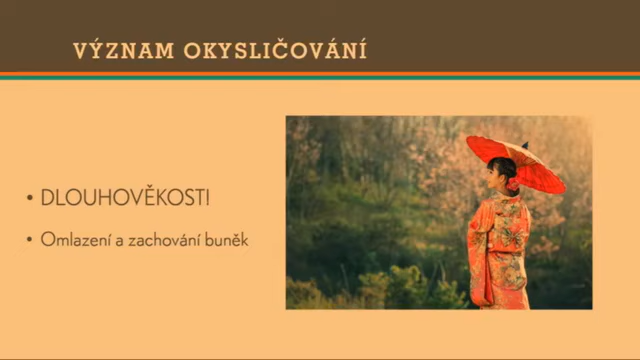 VÝZNAM OKYSLIČOVÁNÍ
• DLOUHOVĚKOSTI
• Omlazení a zachování buněk